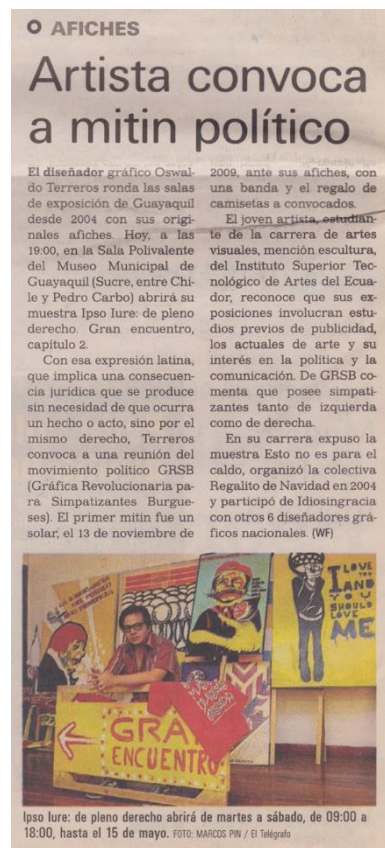 AFICHES
Artista convoca
a mitin político
El diseñador gráfico Oswal-
do Terreros ronda las salas
de exposición de Guayaquil
desde 2004 con sus origi-
nales afiches. Hoy, a las
19:00, en la Sala Polivalente
del Museo Municipal de
Guayaquil (Sucre, entre Chi-
le y Pedro Carbo) abrirá su
muestra Ipso Iure: de pleno
derecho. Gran encuentro,
capítulo 2.
Con esa expresión latina,
que implica una consecuen-
cia jurídica que se produce
sin necesidad de que ocurra
un hecho o acto, sino por el
mismo derecho, Terreros
convoca a una reunión del
movimiento político GRSB
(Gráfica Revolucionaria pa-
ra Simpatizantes Burgue-
ses). El primer mitin fue un
solar, el 13 de noviembre de
2009, ante sus afiches, con
una banda y el regalo de
camisetas a convocados.
El joven artista, estudian-
te de la carrera de artes
visuales, mención escultura,
del Instituto Superior Tec-
nológico de Artes del Ecua-
dor, reconoce que sus ex-
posiciones involucran estu-
dios previos de publicidad,
los actuales de arte y su
interés en la política y la
comunicación. De GRSB co-
menta que posee simpati-
zantes tanto de izquierda
como de derecha.
En su carrera expuso la
muestra Esto no es para el
caldo, organizó la colectiva
Regalito de Navidad en 2004
y participó de Idiosingracia
con otros 6 diseñadores grá-
ficos nacionales. (WF)
I LOVE
YOU
AND
YOU
SHOULD
LOVE
ME
GRAN
ENCUENTRO
Ipso Iure: de pleno derecho abrirá de martes a sábado, de 09:00 a
18:00, hasta el 15 de mayo. FOTO: MARCOS PIN / El Telégrafo